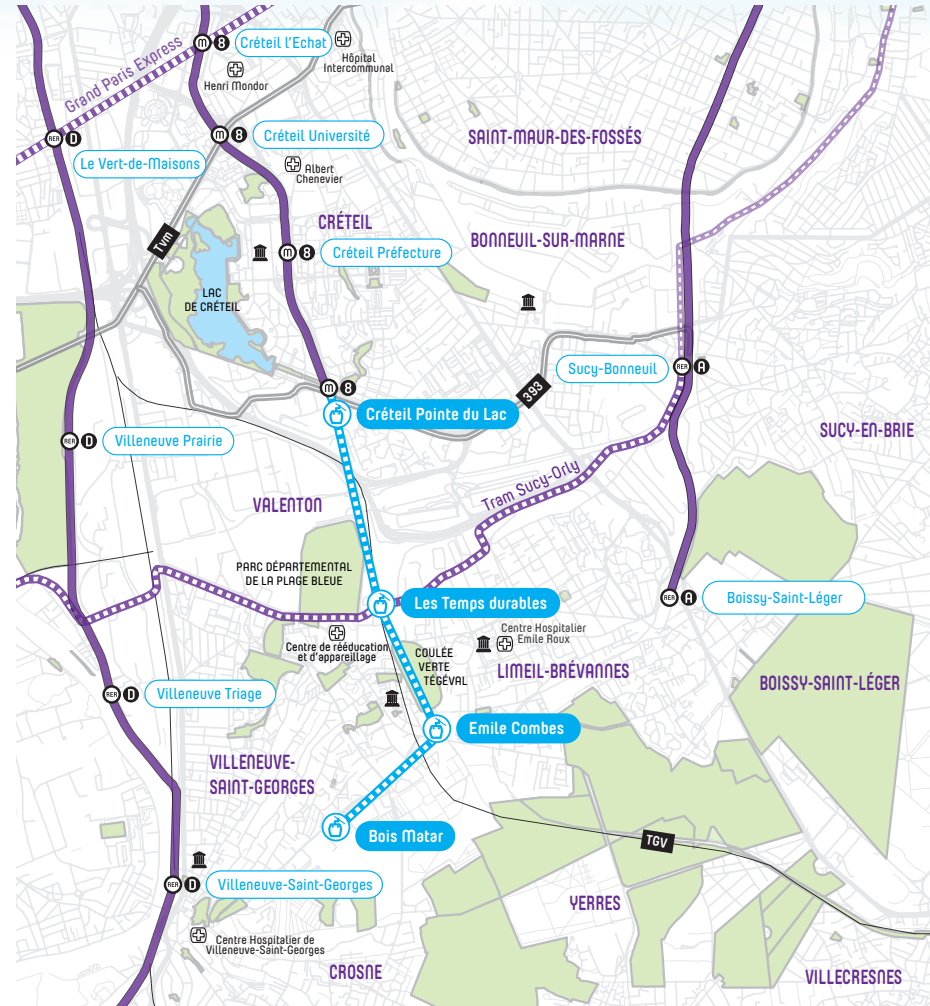 m 8 Créteil l'Echat
Hôpital
Intercommunal
Grand Paris Express
Henri Mondor
RER D
Le Vert-de-Maisons
m 8 Créteil Université
SAINT-MAUR-DES-FOSSÉS
Albert
Chenevier
CRÉTEIL
BONNEUIL-SUR-MARNE
Tvm
m 8 Créteil Préfecture
LAC
DE CRÉTEIL
Sucy-Bonneuil RER A
m 8
393
Créteil Pointe du Lac
SUCY-EN-BRIE
RER D Villeneuve Prairie
Tram Sucy-Orly
VALENTON
PARC DÉPARTEMENTAL
DE LA PLAGE BLEUE
Les Temps durables
RER A Boissy-Saint-Léger
Centre Hospitalier
Emile Roux
Centre de rééducation
et d'appareillage
COULÉE
VERTE
TÉGÉVAL
LIMEIL-BRÉVANNES
BOISSY-SAINT-LÉGER
RER D Villeneuve Triage
Emile Combes
VILLENEUVE-
SAINT-GEORGES
Bois Matar
TGV
RER D Villeneuve-Saint-Georges
YERRES
Centre Hospitalier de
Villeneuve-Saint-Georges
CROSNE
VILLECRESNES